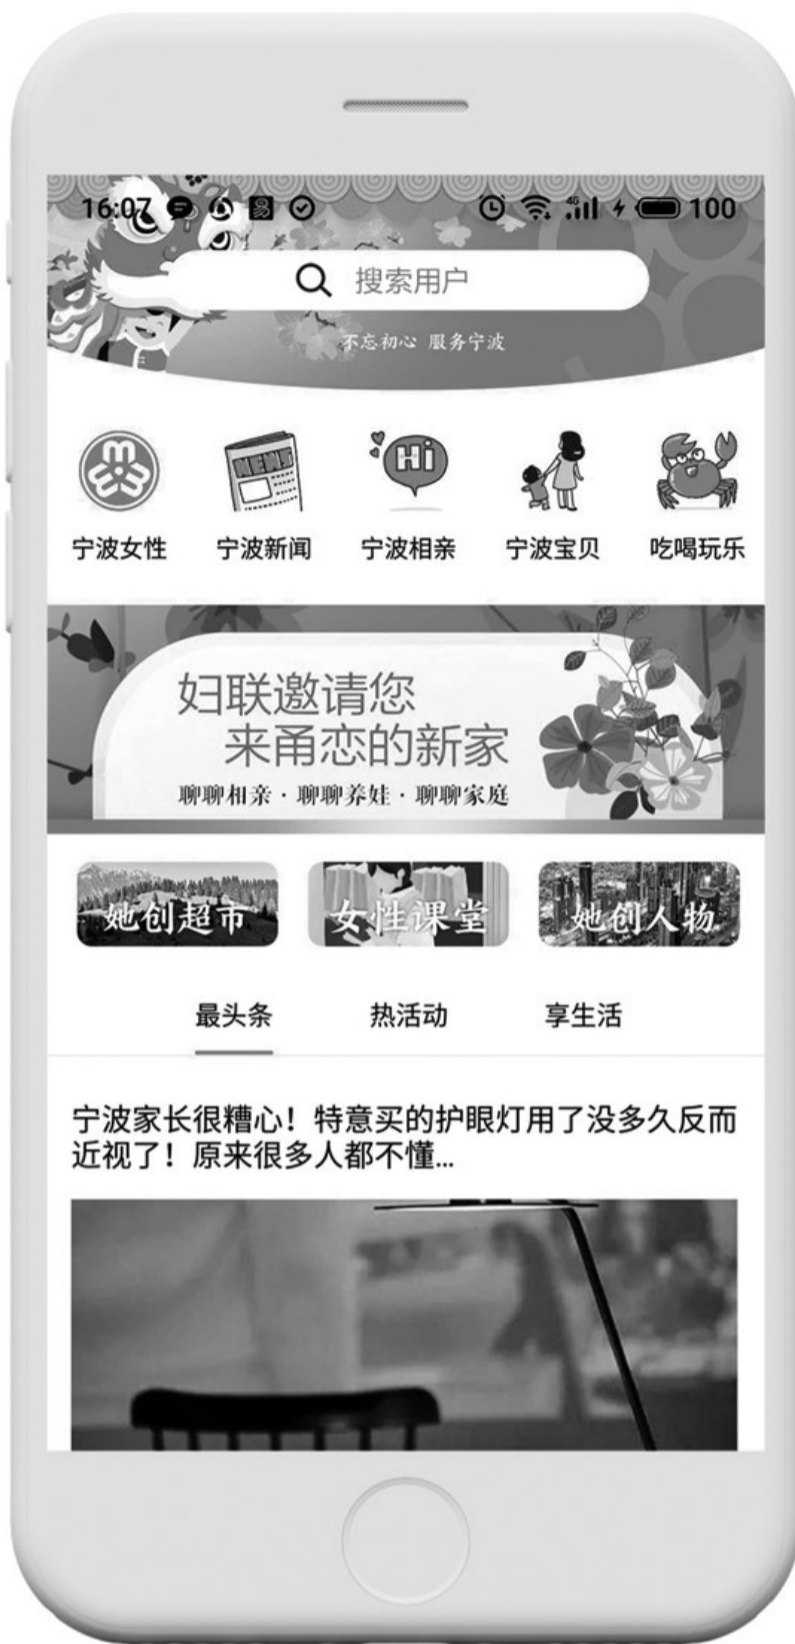 16:07 4G 100
搜索用户
不忘初心 服务宁波
NEWS Hi
宁波女性 宁波新闻 宁波相亲 宁波宝贝 吃喝玩乐
妇联邀请您
来甬恋的新家
聊聊相亲·聊聊养娃·聊聊家庭
她创超市 女性课堂 她创人物
最头条 热活动 享生活
宁波家长很糟心！特意买的护眼灯用了没多久反而
近视了！原来很多人都不懂...